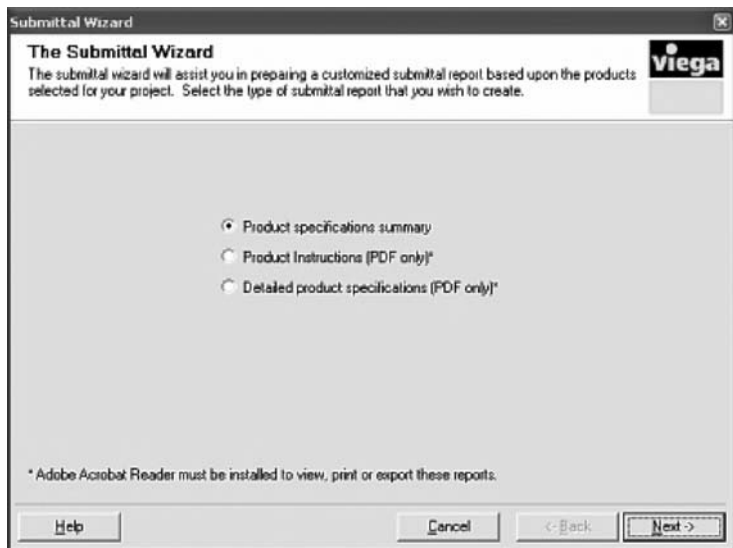 Submittal Wizard
The Submittal Wizard
The submittal wizard will assist you in preparing a customized submittal report based upon the products
selected for your project. Select the type of submittal report that you wish to create.
viega
Product specifications summary
Product Instructions (PDF only)*
Detailed product specifications (PDF only)*
* Adobe Acrobat Reader must be installed to view, print or export these reports.
Help
Cancel
<- Back
Next ->